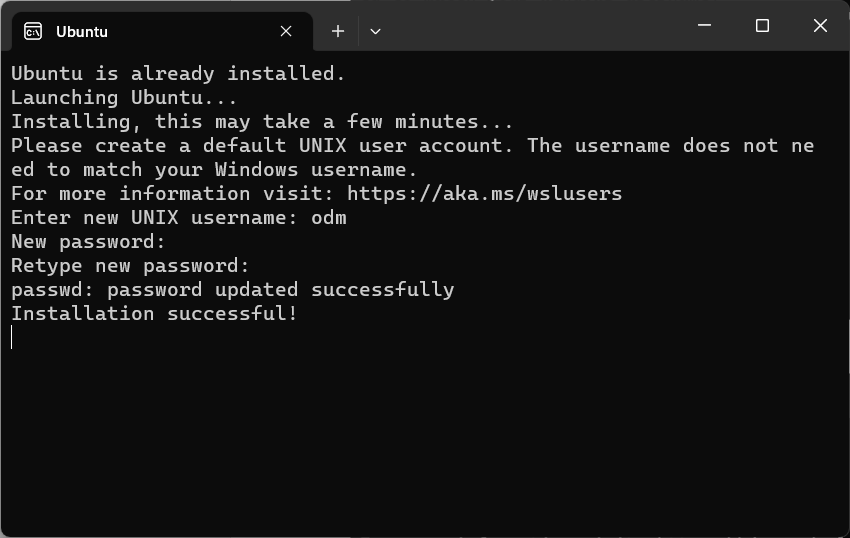 Ubuntu
Ubuntu is already installed.
Launching Ubuntu...
Installing, this may take a few minutes...
Please create a default UNIX user account. The username does not ne
ed to match your Windows username.
For more information visit: https://aka.ms/wslusers
Enter new UNIX username: odm
New password:
Retype new password:
passwd: password updated successfully
Installation successful!